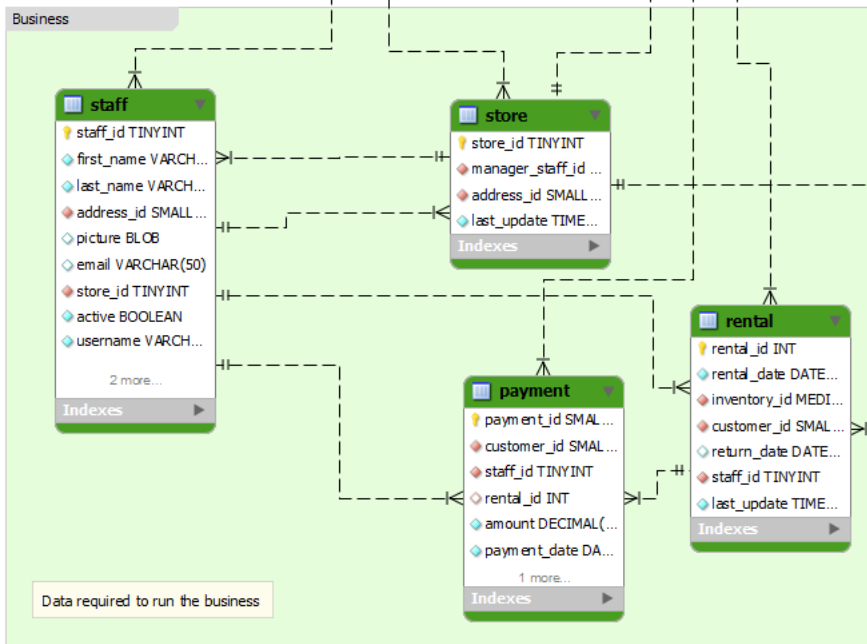 Business
staff
staff_id TINYINT
first_name VARCH...
last_name VARCH...
address_id SMALL...
picture BLOB
email VARCHAR(50)
store_id TINYINT
active BOOLEAN
username VARCH...
2 more...
Indexes
store
store_id TINYINT
manager_staff_id ...
address_id SMALL...
last_update TIME...
Indexes
payment
payment_id SMAL...
customer_id SMAL...
staff_id TINYINT
rental_id INT
amount DECIMAL(...
payment_date DA...
1 more...
Indexes
rental
rental_id INT
rental_date DATE...
inventory_id MEDI...
customer_id SMAL...
return_date DATE...
staff_id TINYINT
last_update TIME...
Indexes
Data required to run the business